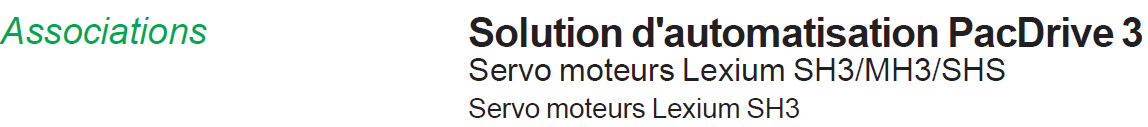 Associations
Solution d'automatisation PacDrive 3
Servo moteurs Lexium SH3/MH3/SHS
Servo moteurs Lexium SH3